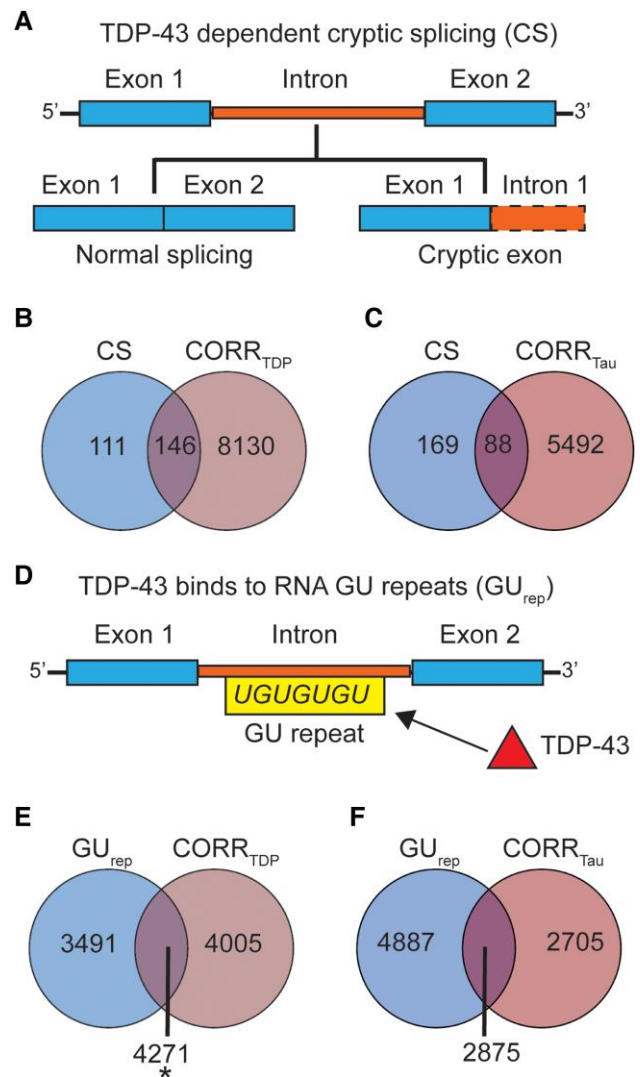 A
TDP-43 dependent cryptic splicing (CS)
Exon 1 Intron Exon 2
5’ 3’
Exon 1 Exon 2 Exon 1 Intron 1
Normal splicing Cryptic exon
B C
CS CORRTDP CS CORRTau
111 146 8130 169 88 5492
D
TDP-43 binds to RNA GU repeats (GUrep)
Exon 1 Intron Exon 2
5’ 3’
UGUGUGU
GU repeat
TDP-43
E F
GUrep CORRTDP GUrep CORRTau
3491 4005 4887 2705
4271 2875
*